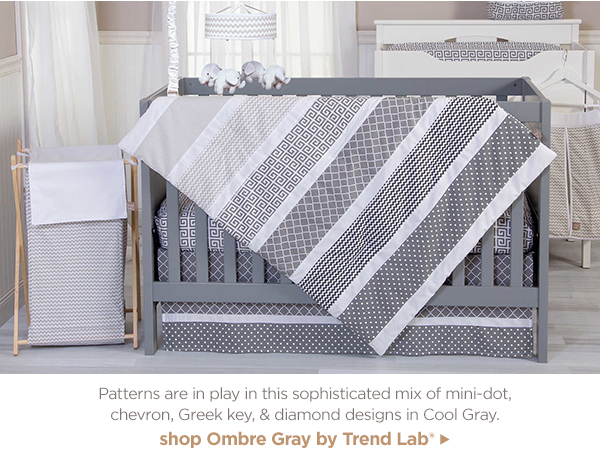 Patterns are in play in this sophisticated mix of mini-dot,
chevron, Greek key, & diamond designs in Cool Gray.
shop Ombre Gray by Trend Lab® ▶